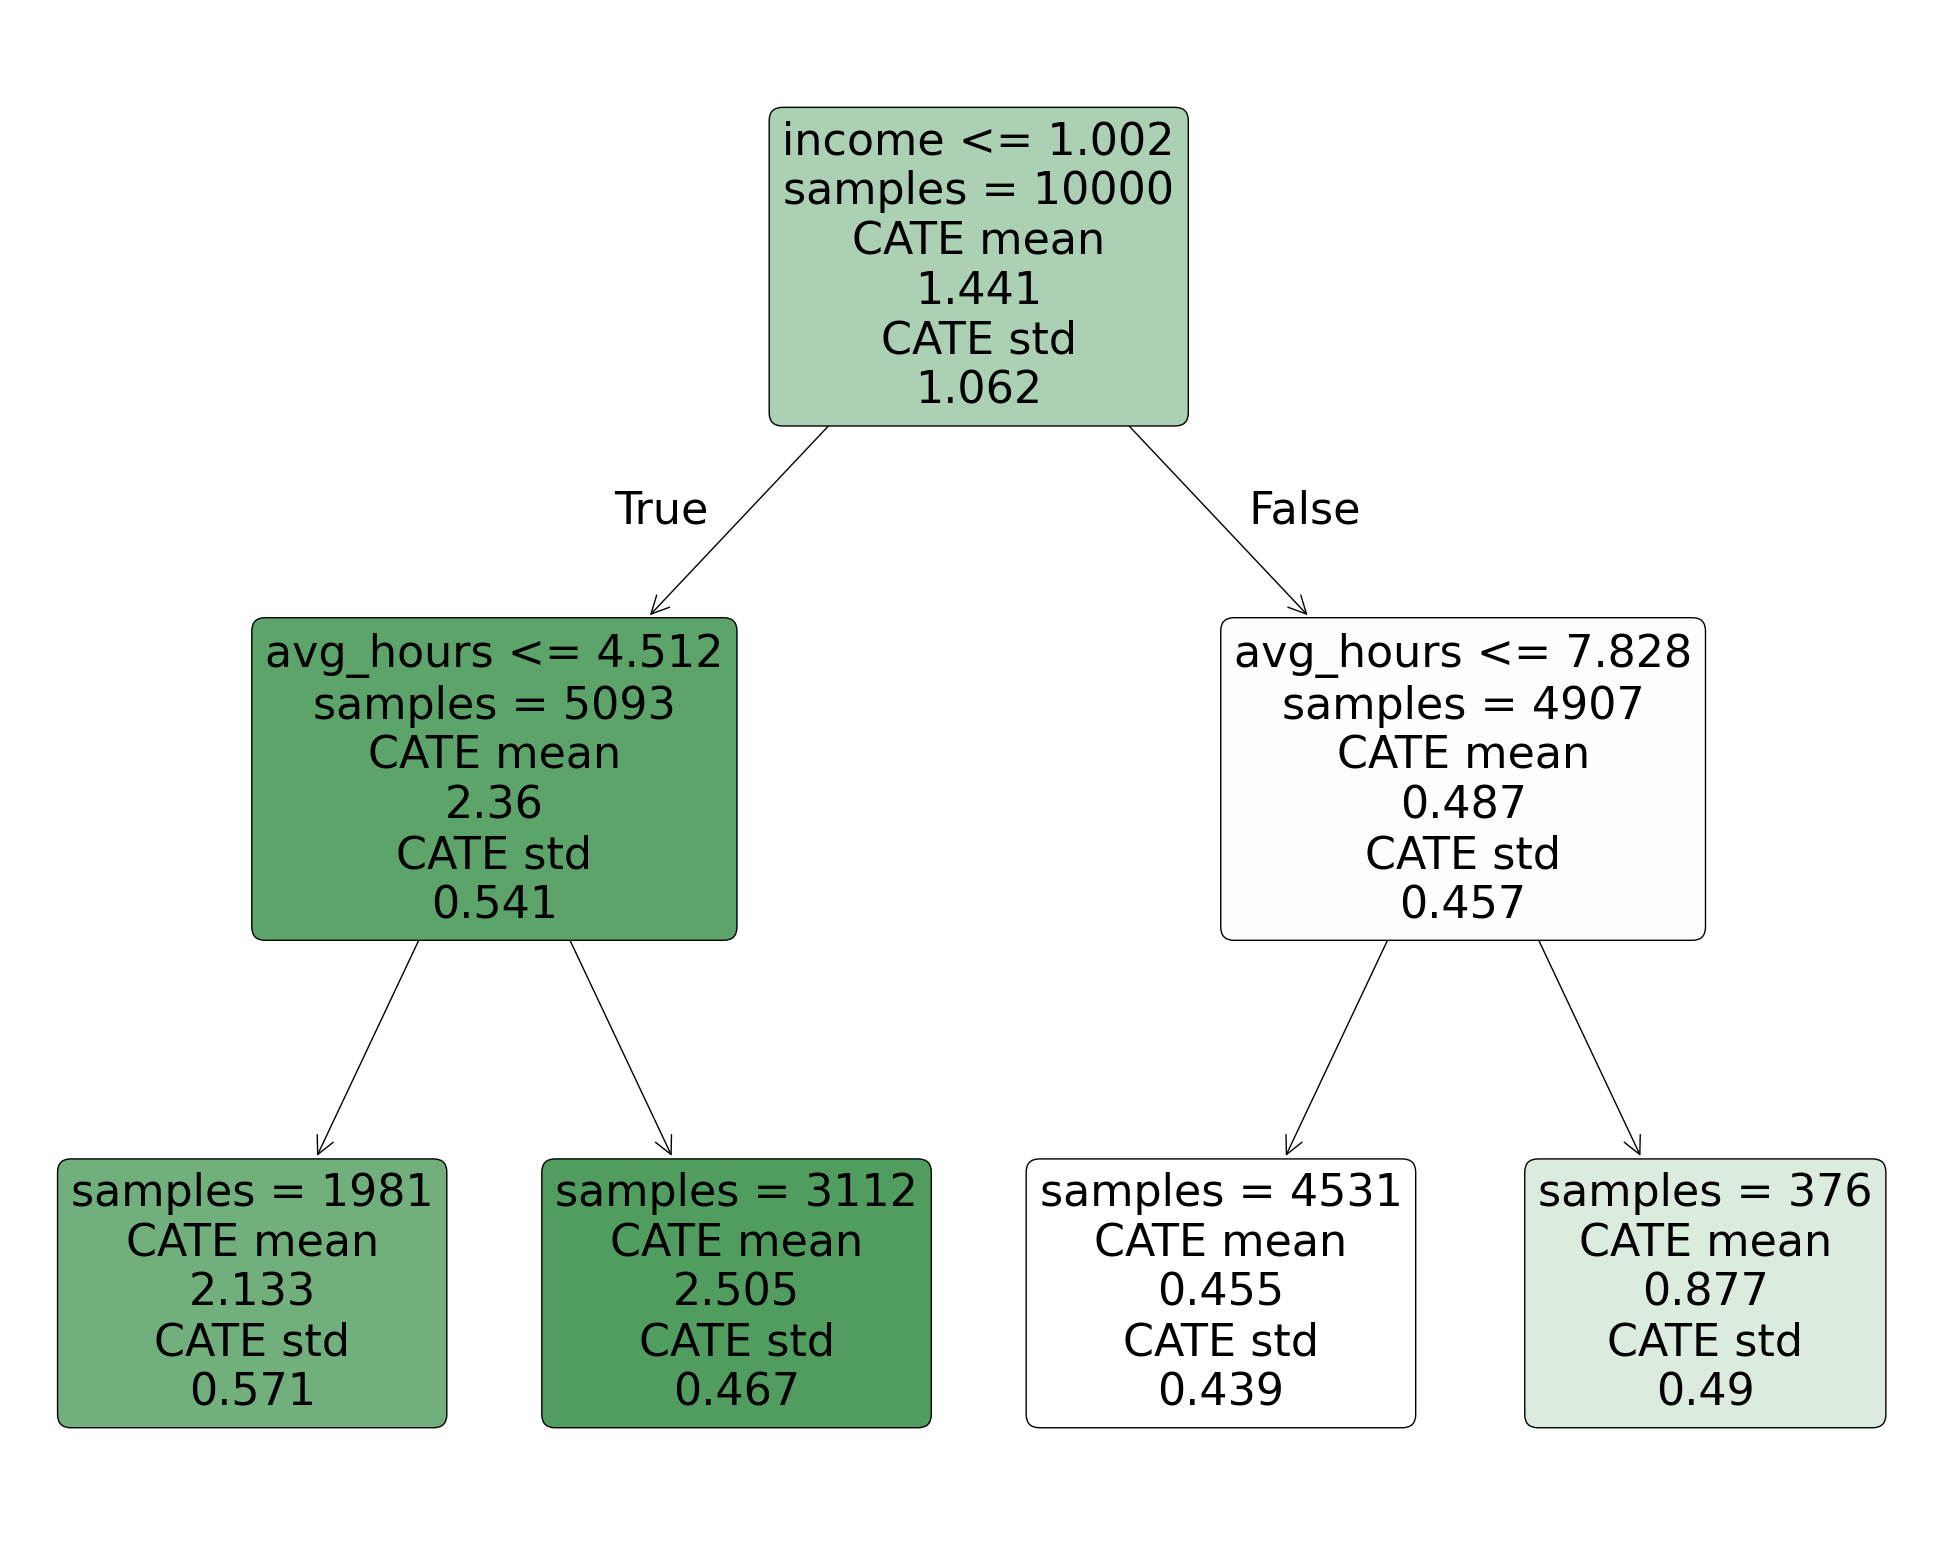 income <= 1.002
samples = 10000
CATE mean
1.441
CATE std
1.062
True
False
avg_hours <= 4.512
samples = 5093
CATE mean
2.36
CATE std
0.541
avg_hours <= 7.828
samples = 4907
CATE mean
0.487
CATE std
0.457
samples = 1981
CATE mean
2.133
CATE std
0.571
samples = 3112
CATE mean
2.505
CATE std
0.467
samples = 4531
CATE mean
0.455
CATE std
0.439
samples = 376
CATE mean
0.877
CATE std
0.49